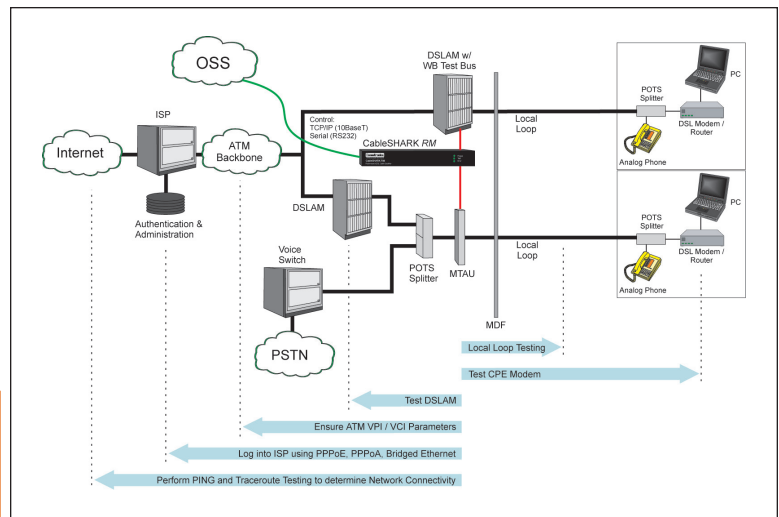 OSS
DSLAM w/
WB Test Bus
PC
POTS
Splitter
DSL Modem /
Router
Analog Phone
ISP
Control:
TCP/IP (10BaseT)
Serial (RS232)
Local
Loop
Internet
ATM
Backbone
CableSHARK RM
Authentication &
Administration
DSLAM
PC
POTS
Splitter
DSL Modem /
Router
Analog Phone
Voice
Switch
POTS
Splitter
MTAU
Local
Loop
PSTN
MDF
Local Loop Testing
Test CPE Modem
Test DSLAM
Ensure ATM VPI / VCI Parameters
Log into ISP using PPPoE, PPPoA, Bridged Ethernet
Perform PING and Traceroute Testing to determine Network Connectivity